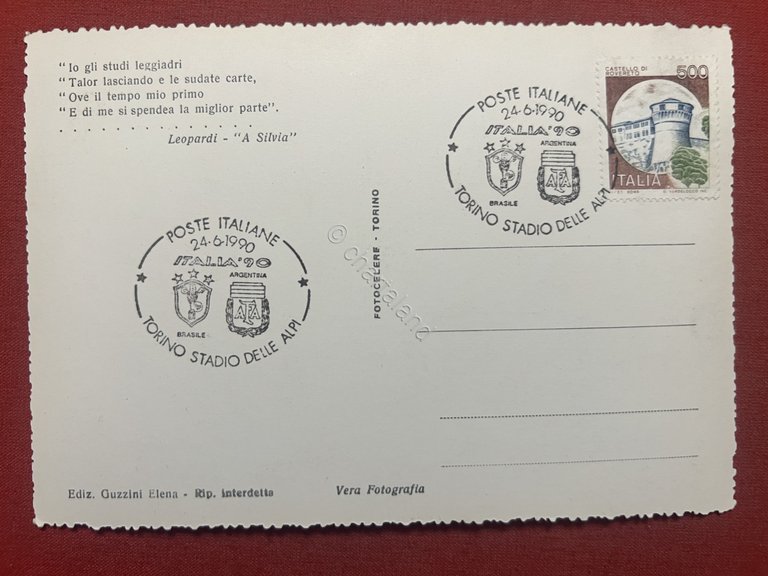 “ Io gli studi leggiadri
“ Talor lasciando e le sudate carte,
“ Ove il tempo mio primo
“ E di me si spendea la miglior parte”.
. . . . . . . . . . . . . . .
Leopardi - “A Silvia”
POSTE ITALIANE
24-6-1990
ITALIA'90
ARGENTINA
AFA
BRASILE
TORINO STADIO DELLE ALPI
CASTELLO DI
ROVERETO
500
ITALIA
POSTE ITALIANE
24-6-1990
ITALIA'90
ARGENTINA
AFA
BRASILE
TORINO STADIO DELLE ALPI
FOTOCELERE - TORINO
© chazaland
Ediz. Guzzini Elena - Rip. interdetta
Vera Fotografia